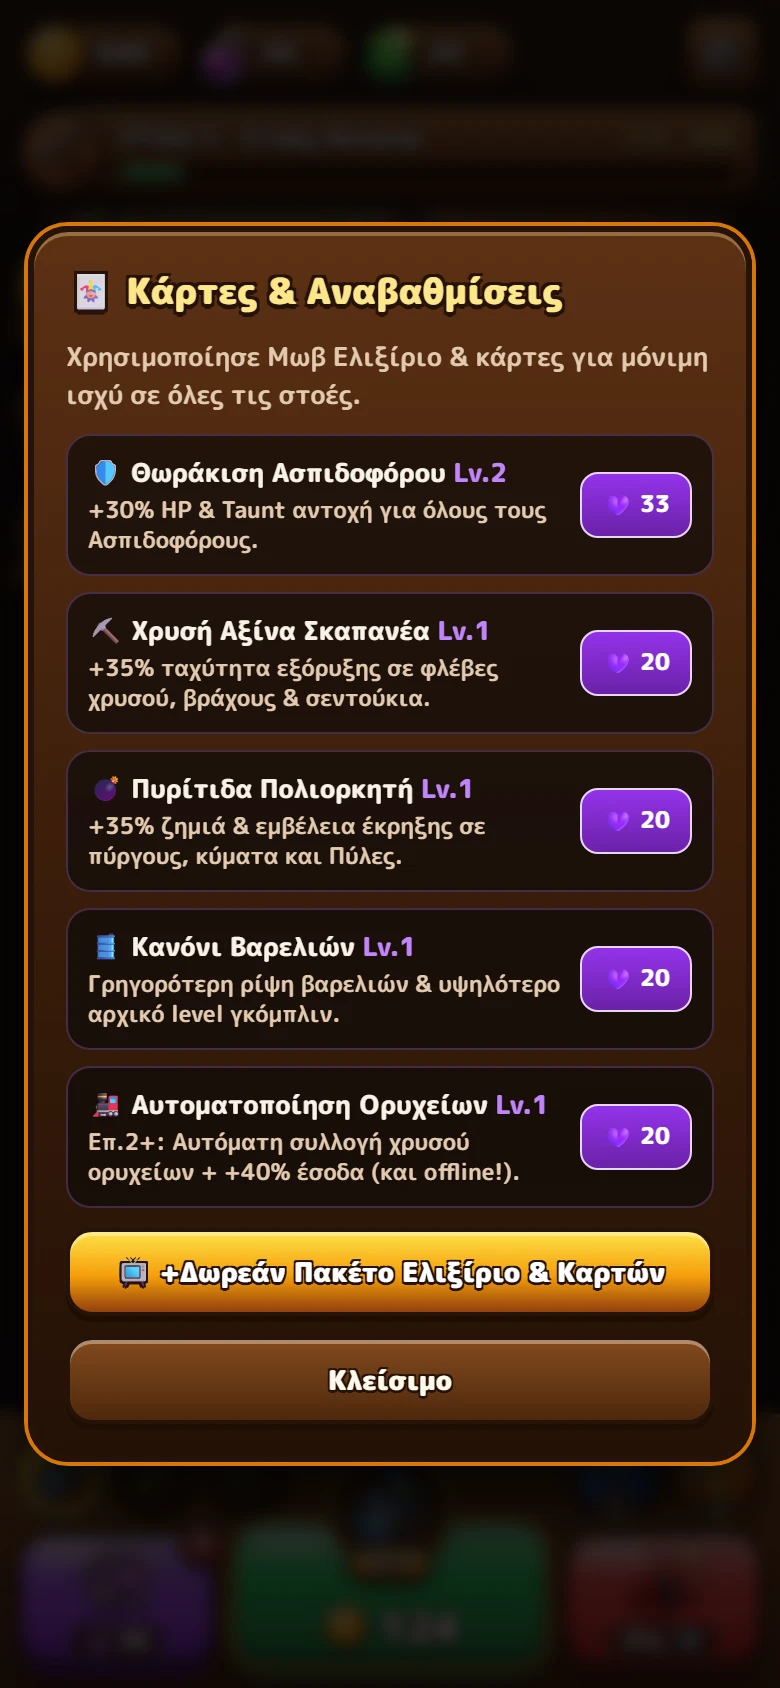 Κάρτες & Αναβαθμίσεις
Χρησιμοποίησε Μωβ Ελιξίριο & κάρτες για μόνιμη
ισχύ σε όλες τις στοές.
Θωράκιση Ασπιδοφόρου Lv.2
+30% HP & Taunt αντοχή για όλους τους
Ασπιδοφόρους.
33
Χρυσή Αξίνα Σκαπανέα Lv.1
+35% ταχύτητα εξόρυξης σε φλέβες
χρυσού, βράχους & σεντούκια.
20
Πυρίτιδα Πολιορκητή Lv.1
+35% ζημιά & εμβέλεια έκρηξης σε
πύργους, κύματα και Πύλες.
20
Κανόνι Βαρελιών Lv.1
Γρηγορότερη ρίψη βαρελιών & υψηλότερο
αρχικό level γκόμπλιν.
20
Αυτοματοποίηση Ορυχείων Lv.1
Επ.2+: Αυτόματη συλλογή χρυσού
ορυχείων + +40% έσοδα (και offline!).
20
+Δωρεάν Πακέτο Ελιξίριο & Καρτών
Κλείσιμο